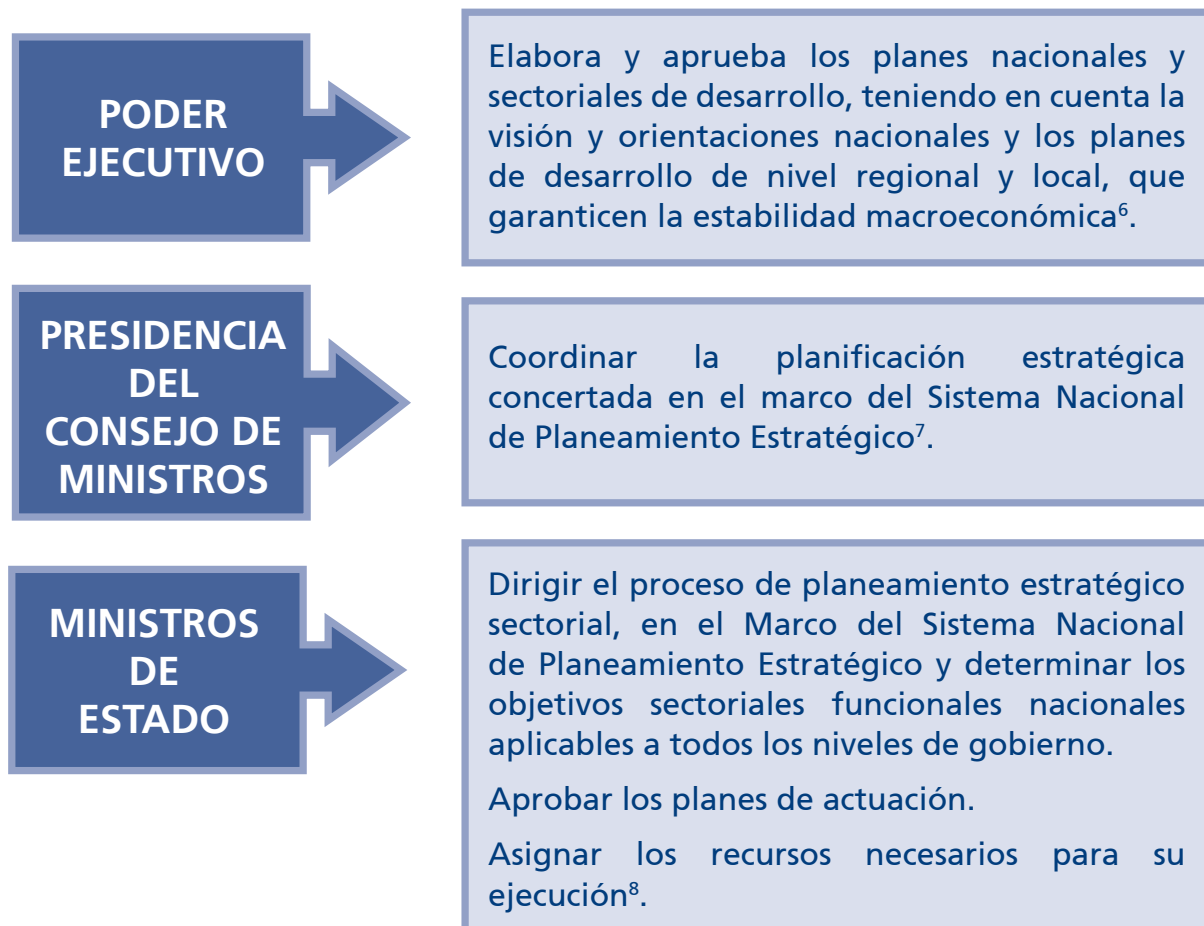 PODER
EJECUTIVO
Elabora y aprueba los planes nacionales y
sectoriales de desarrollo, teniendo en cuenta la
visión y orientaciones nacionales y los planes
de desarrollo de nivel regional y local, que
garanticen la estabilidad macroeconómica⁶.
PRESIDENCIA
DEL
CONSEJO DE
MINISTROS
Coordinar la planificación estratégica
concertada en el marco del Sistema Nacional
de Planeamiento Estratégico⁷.
MINISTROS
DE
ESTADO
Dirigir el proceso de planeamiento estratégico
sectorial, en el Marco del Sistema Nacional
de Planeamiento Estratégico y determinar los
objetivos sectoriales funcionales nacionales
aplicables a todos los niveles de gobierno.
Aprobar los planes de actuación.
Asignar los recursos necesarios para su
ejecución⁸.